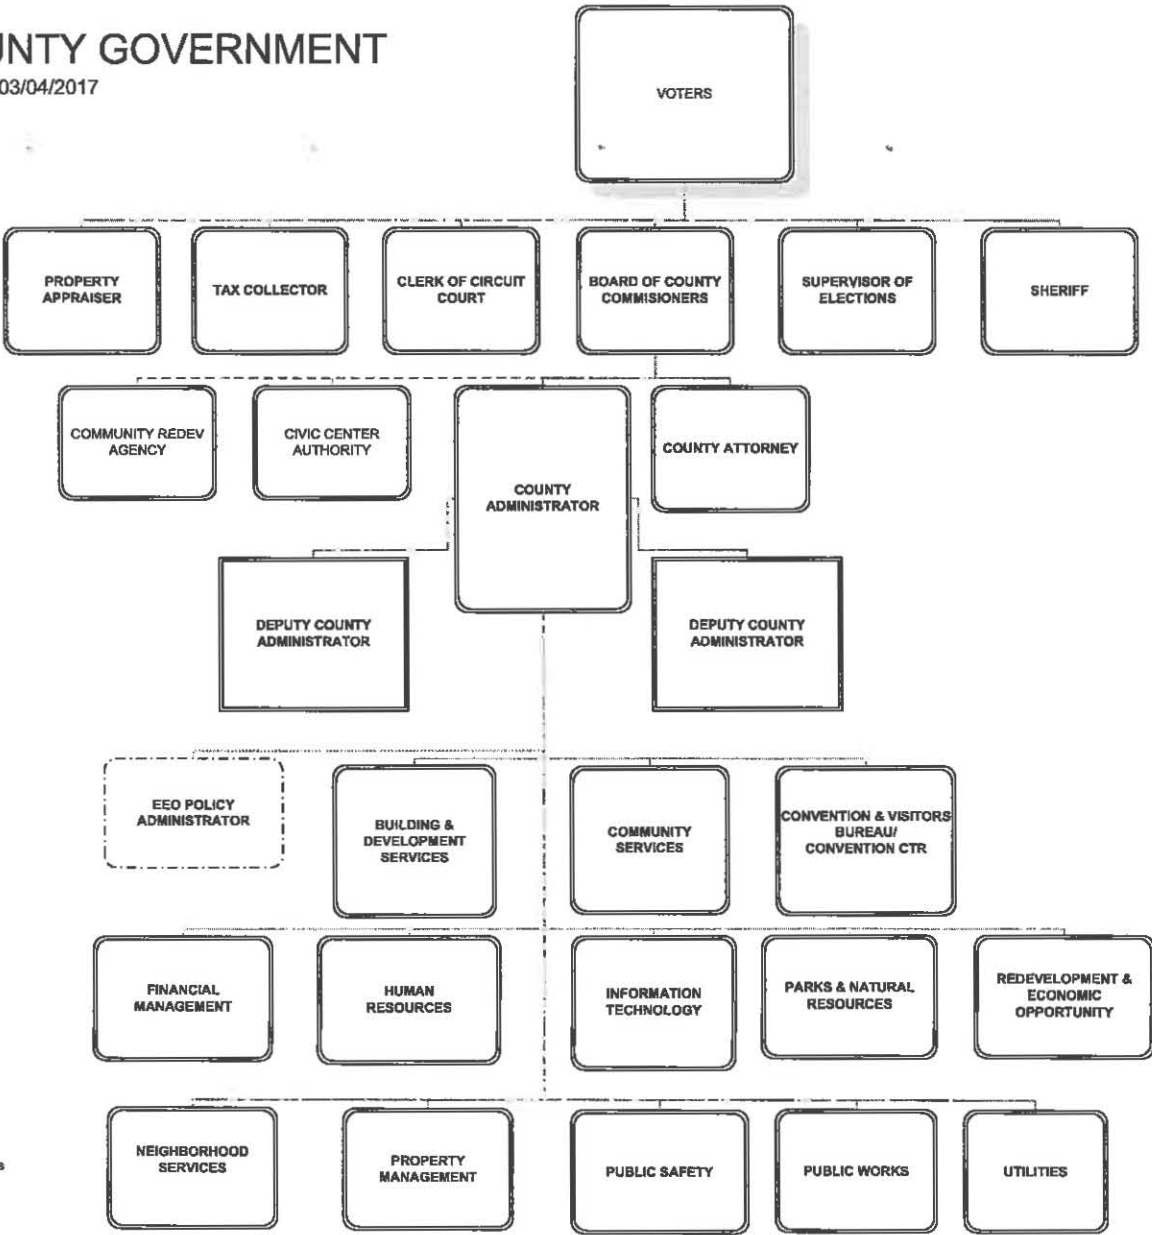 UNTY GOVERNMENT
03/04/2017
VOTERS
PROPERTY
APPRAISER
TAX COLLECTOR
CLERK OF CIRCUIT
COURT
BOARD OF COUNTY
COMMISIONERS
SUPERVISOR OF
ELECTIONS
SHERIFF
COMMUNITY REDEV
AGENCY
CIVIC CENTER
AUTHORITY
COUNTY
ADMINISTRATOR
COUNTY ATTORNEY
DEPUTY COUNTY
ADMINISTRATOR
DEPUTY COUNTY
ADMINISTRATOR
EEO POLICY
ADMINISTRATOR
BUILDING &
DEVELOPMENT
SERVICES
COMMUNITY
SERVICES
CONVENTION & VISITORS
BUREAU/
CONVENTION CTR
FINANCIAL
MANAGEMENT
HUMAN
RESOURCES
INFORMATION
TECHNOLOGY
PARKS & NATURAL
RESOURCES
REDEVELOPMENT &
ECONOMIC
OPPORTUNITY
NEIGHBORHOOD
SERVICES
PROPERTY
MANAGEMENT
PUBLIC SAFETY
PUBLIC WORKS
UTILITIES
s